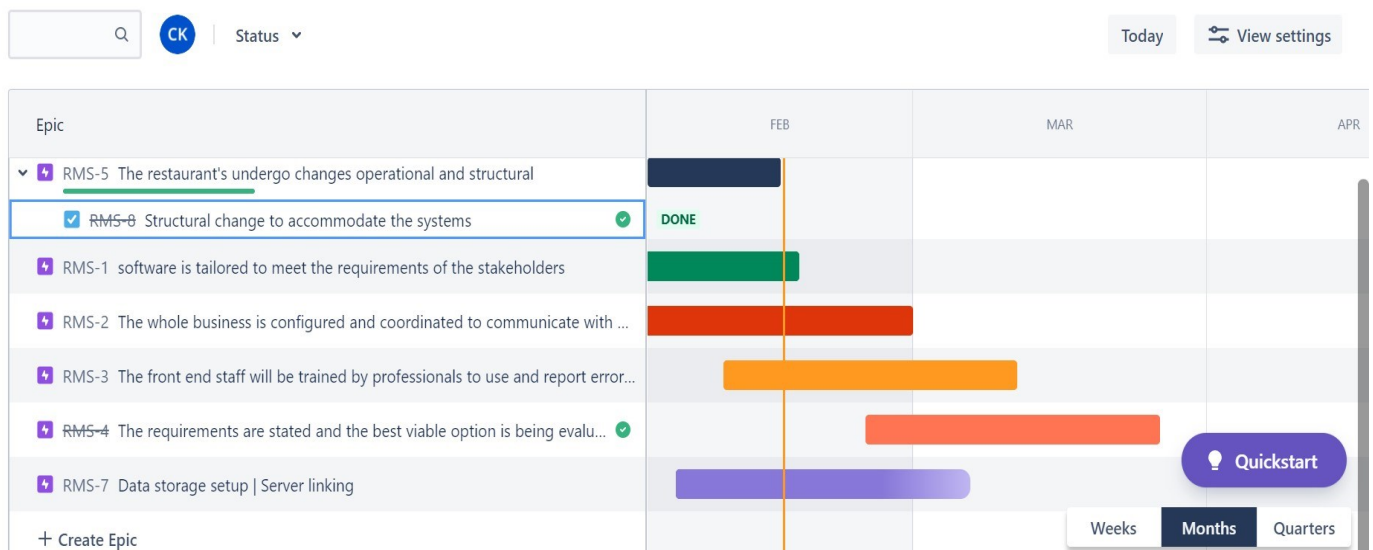 CK Status Today View settings
Epic FEB MAR APR
RMS-5 The restaurant's undergo changes operational and structural
RMS-8 Structural change to accommodate the systems DONE
RMS-1 software is tailored to meet the requirements of the stakeholders
RMS-2 The whole business is configured and coordinated to communicate with ...
RMS-3 The front end staff will be trained by professionals to use and report error...
RMS-4 The requirements are stated and the best viable option is being evalu...
Quickstart
RMS-7 Data storage setup | Server linking
Weeks Months Quarters
+ Create Epic